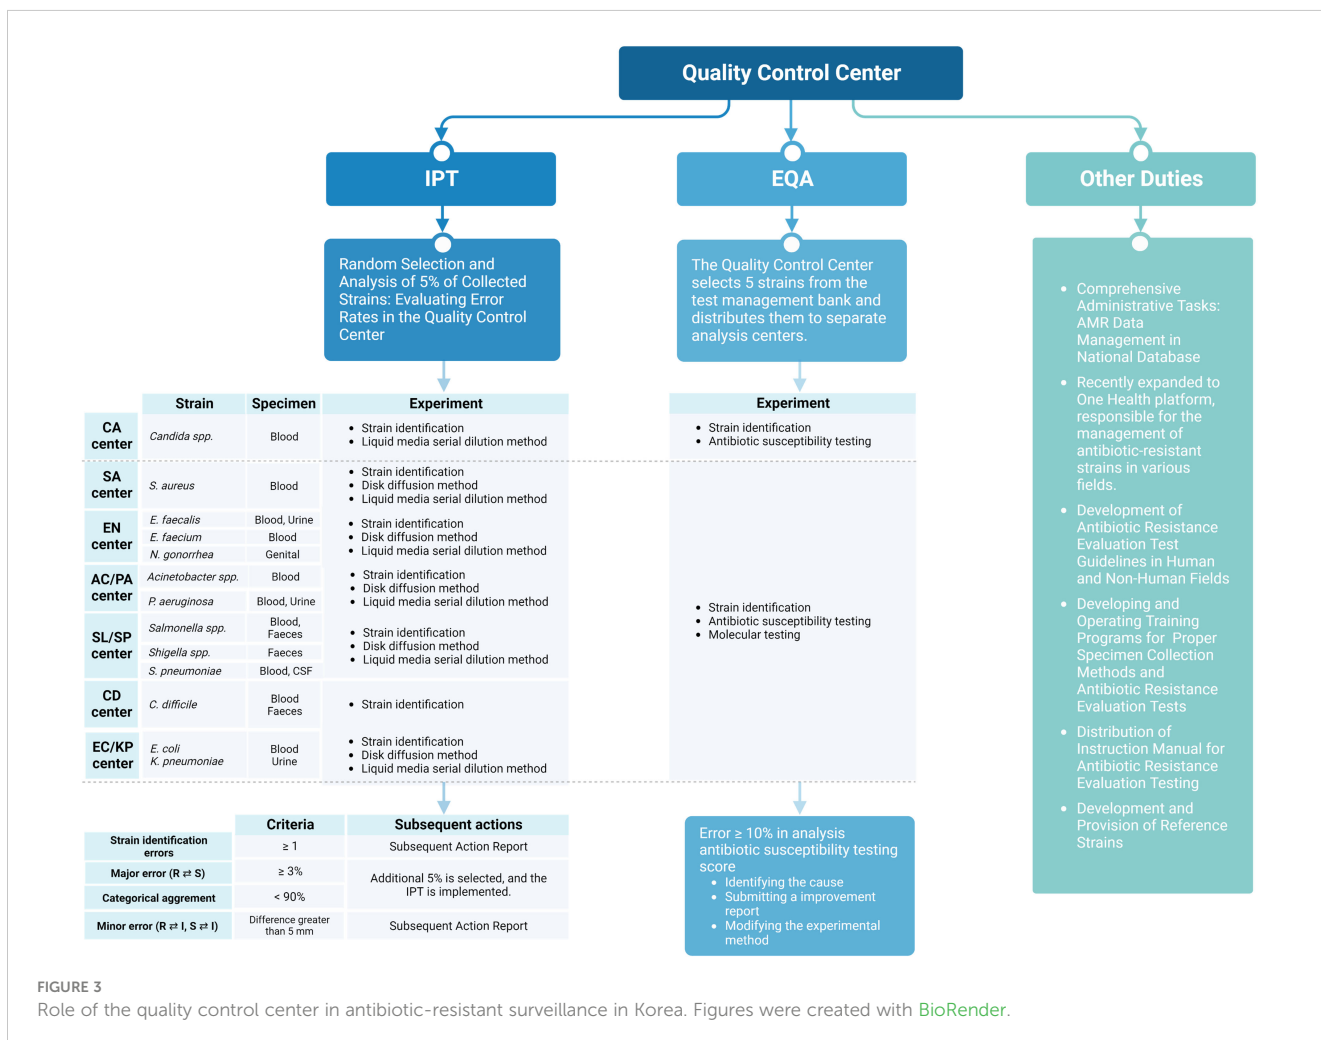 Quality Control Center
IPT
EQA
Other Duties
Random Selection and
Analysis of 5% of Collected
Strains: Evaluating Error
Rates in the Quality Control
Center
The Quality Control Center
selects 5 strains from the
test management bank and
distributes them to separate
analysis centers.
• Comprehensive
Administrative Tasks:
AMR Data
Management in
National Database
• Recently expanded to
One Health platform,
responsible for the
management of
antibiotic-resistant
strains in various
fields.
• Development of
Antibiotic Resistance
Evaluation Test
Guidelines in Human
and Non-Human Fields
• Developing and
Operating Training
Programs for Proper
Specimen Collection
Methods and
Antibiotic Resistance
Evaluation Tests
• Distribution of
Instruction Manual for
Antibiotic Resistance
Evaluation Testing
• Development and
Provision of Reference
Strains
Strain Specimen Experiment
CA
center
Candida spp.
Blood
• Strain identification
• Liquid media serial dilution method
SA
center
S. aureus
Blood
• Strain identification
• Disk diffusion method
• Liquid media serial dilution method
EN
center
E. faecalis Blood, Urine
E. faecium Blood
N. gonorrhea Genital
• Strain identification
• Disk diffusion method
• Liquid media serial dilution method
AC/PA
center
Acinetobacter spp. Blood
P. aeruginosa Blood, Urine
• Strain identification
• Disk diffusion method
• Liquid media serial dilution method
SL/SP
center
Salmonella spp.
Blood,
Faeces
Shigella spp. Faeces
S. pneumoniae Blood, CSF
• Strain identification
• Disk diffusion method
• Liquid media serial dilution method
CD
center
C. difficile
Blood
Faeces
• Strain identification
EC/KP
center
E. coli
K. pneumoniae
Blood
Urine
• Strain identification
• Disk diffusion method
• Liquid media serial dilution method
Experiment
• Strain identification
• Antibiotic susceptibility testing
• Strain identification
• Antibiotic susceptibility testing
• Molecular testing
Criteria Subsequent actions
Strain identification
errors
≥ 1
Subsequent Action Report
Major error (R ⇄ S)
≥ 3%
Additional 5% is selected, and the
IPT is implemented.
Categorical aggrement
< 90%
Minor error (R ⇄ I, S ⇄ I)
Difference greater
than 5 mm
Subsequent Action Report
Error ≥ 10% in analysis
antibiotic susceptibility testing
score
• Identifying the cause
• Submitting a improvement
report
• Modifying the experimental
method
FIGURE 3
Role of the quality control center in antibiotic-resistant surveillance in Korea. Figures were created with BioRender.